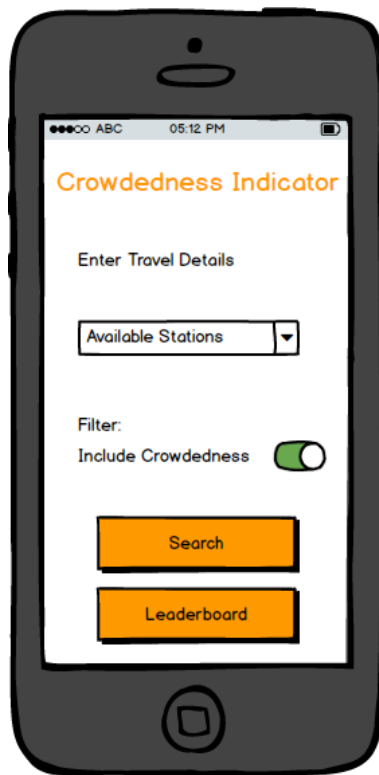 ABC 05:12 PM
Crowdedness Indicator
Enter Travel Details
Available Stations
Filter:
Include Crowdedness
Search
Leaderboard